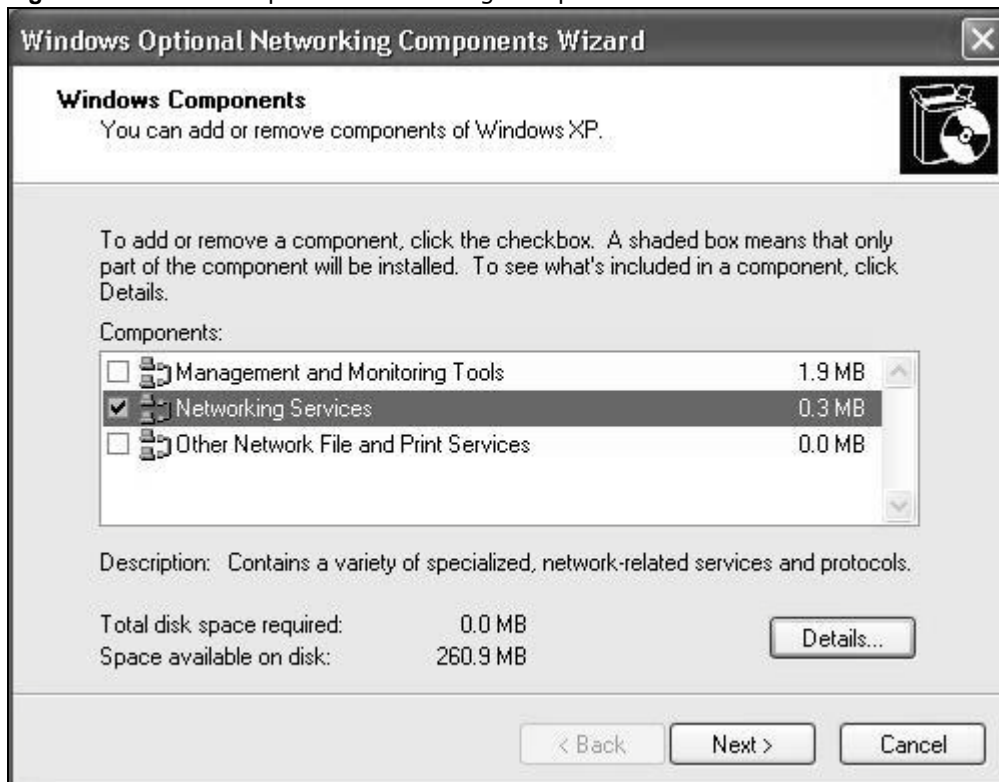 Windows Optional Networking Components Wizard
Windows Components
You can add or remove components of Windows XP.
To add or remove a component, click the checkbox. A shaded box means that only
part of the component will be installed. To see what's included in a component, click
Details.
Components:
Management and Monitoring Tools 1.9 MB
Networking Services 0.3 MB
Other Network File and Print Services 0.0 MB
Description: Contains a variety of specialized, network-related services and protocols.
Total disk space required: 0.0 MB
Space available on disk: 260.9 MB
Details...
< Back
Next >
Cancel